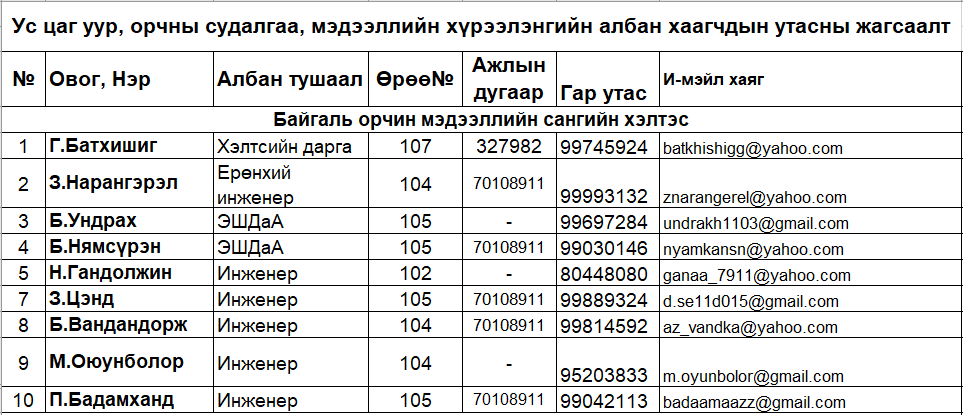 Ус цаг уур, орчны судалгаа, мэдээллийн хүрээлэнгийн албан хаагчдын утасны жагсаалт
№ Овог, Нэр Албан тушаал Өрөө№ Ажлын дугаар Гар утас И-мэйл хаяг
Байгаль орчин мэдээллийн сангийн хэлтэс
1 Г.Батхишиг Хэлтсийн дарга 107 327982 99745924 batkhishigg@yahoo.com
2 З.Нарангэрэл Ерөнхий инженер 104 70108911 99993132 znarangerel@yahoo.com
3 Б.Ундрах ЭШДаА 105 - 99697284 undrakh1103@gmail.com
4 Б.Нямсүрэн ЭШДаА 105 70108911 99030146 nyamkansn@yahoo.com
5 Н.Гандолжин Инженер 102 - 80448080 ganaa_7911@yahoo.com
7 З.Цэнд Инженер 105 70108911 99889324 d.se11d015@gmail.com
8 Б.Вандандорж Инженер 104 70108911 99814592 az_vandka@yahoo.com
9 М.Оюунболор Инженер 104 - 95203833 m.oyunbolor@gmail.com
10 П.Бадамханд Инженер 105 70108911 99042113 badaamaazz@gmail.com